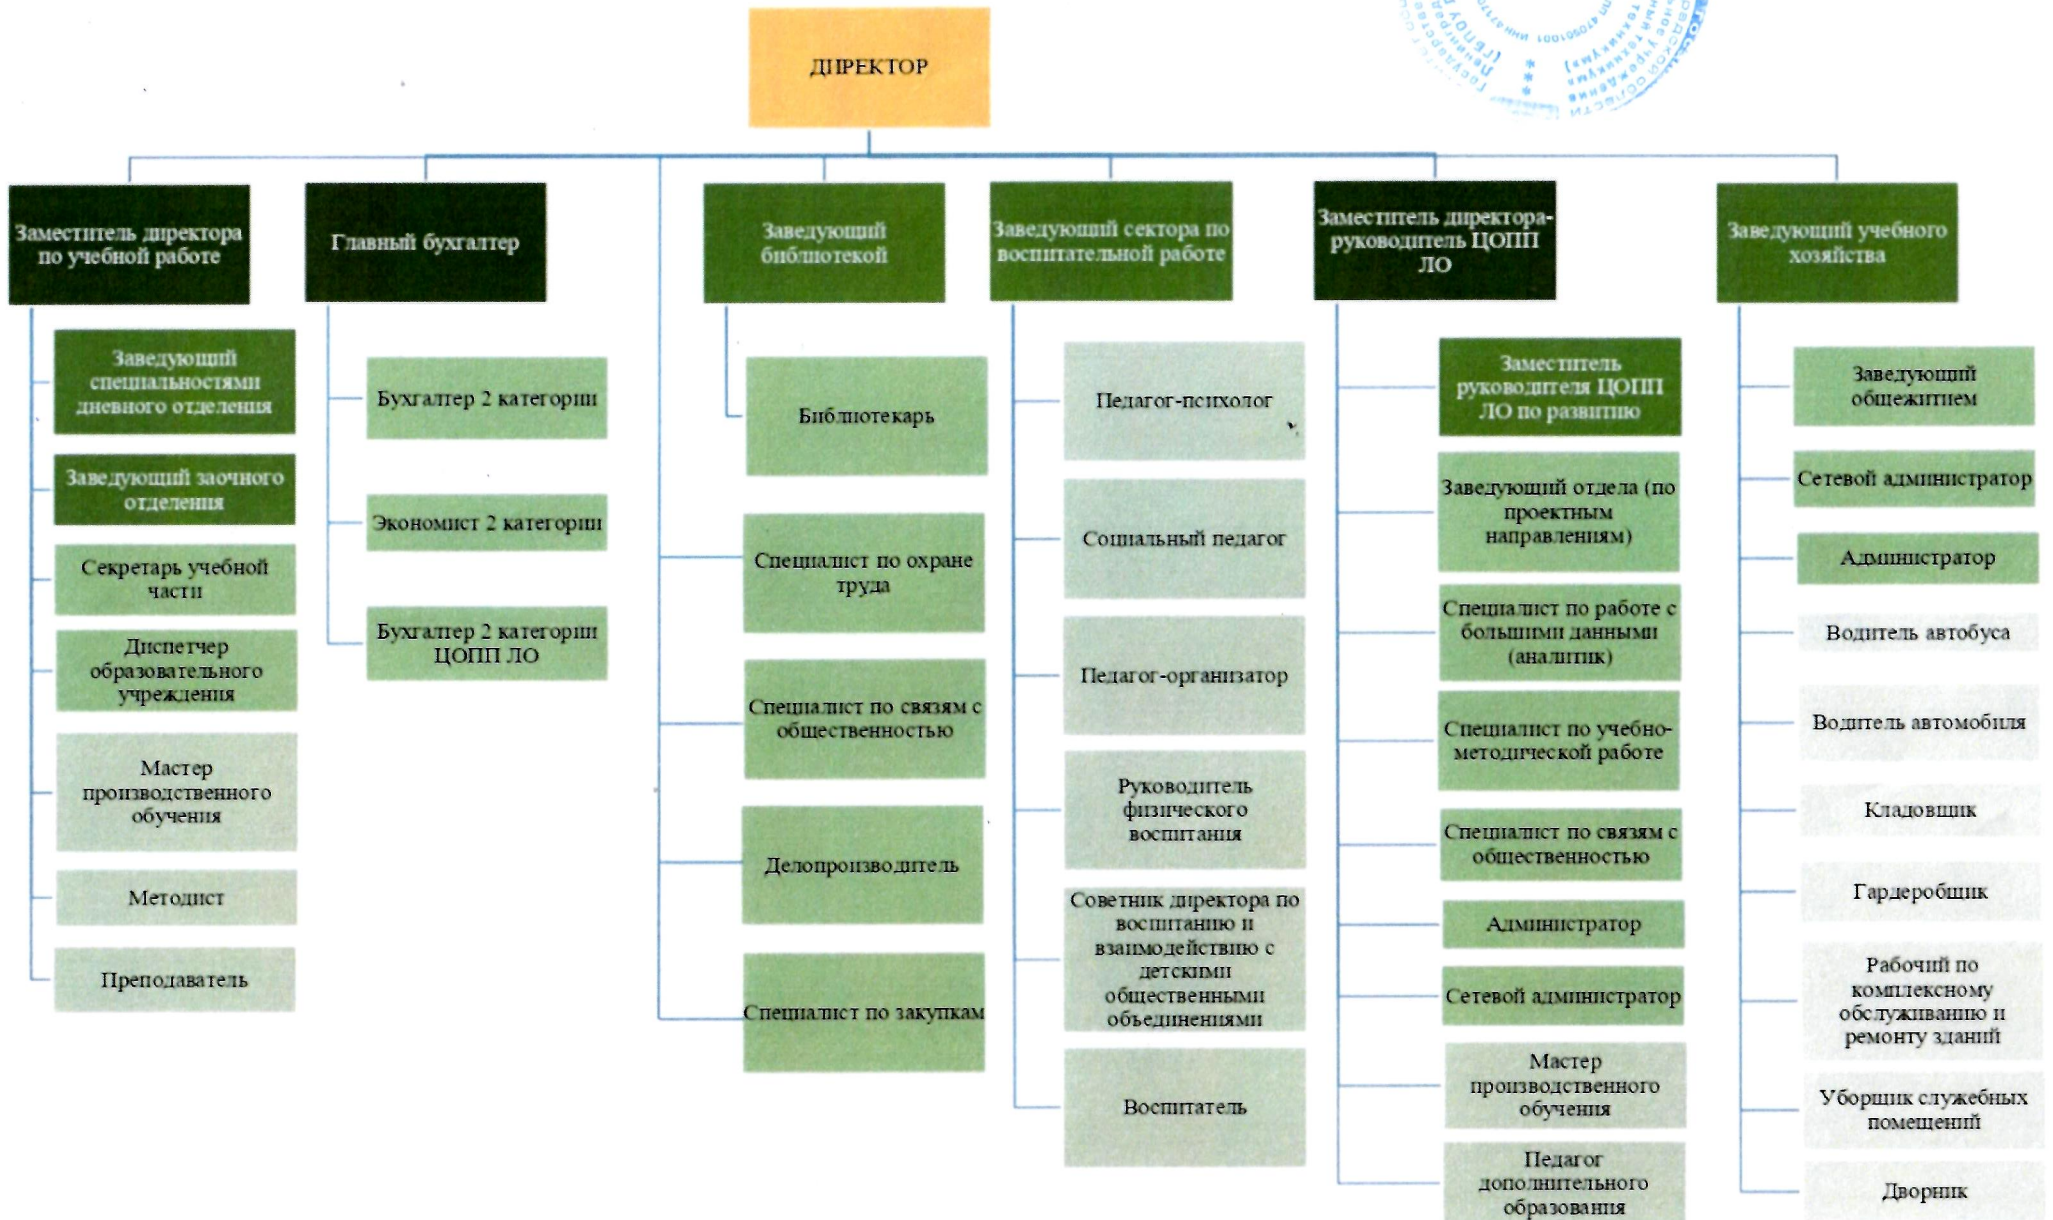 ДИРЕКТОР
Заместитель директора
по учебной работе
Заведующий
специальностями
дневного отделения
Заведующий заочного
отделения
Секретарь учебной
части
Диспетчер
образовательного
учреждения
Мастер
производственного
обучения
Методист
Преподаватель
Главный бухгалтер
Бухгалтер 2 категории
Экономист 2 категории
Бухгалтер 2 категории
ЦОПП ЛО
Заведующий
библиотекой
Библиотекарь
Специалист по охране
труда
Специалист по связям с
общественностью
Делопроизводитель
Специалист по закупкам
Заведующий сектора по
воспитательной работе
Педагог-психолог
Социальный педагог
Педагог-организатор
Руководитель
физического
воспитания
Советник директора по
воспитанию и
взаимодействию с
детскими
общественными
объединениями
Воспитатель
Заместитель директора-
руководитель ЦОПП
ЛО
Заместитель
руководителя ЦОПП
ЛО по развитию
Заведующий отдела (по
проектным
направлениям)
Специалист по работе с
большими данными
(аналитик)
Специалист по учебно-
методической работе
Специалист по связям с
общественностью
Администратор
Сетевой администратор
Мастер
производственного
обучения
Педагог
дополнительного
образования
Заведующий учебного
хозяйства
Заведующий
общежитием
Сетевой администратор
Администратор
Водитель автобуса
Водитель автомобиля
Кладовщик
Гардеробщик
Рабочий по
комплексному
обслуживанию и
ремонту зданий
Уборщик служебных
помещений
Дворник